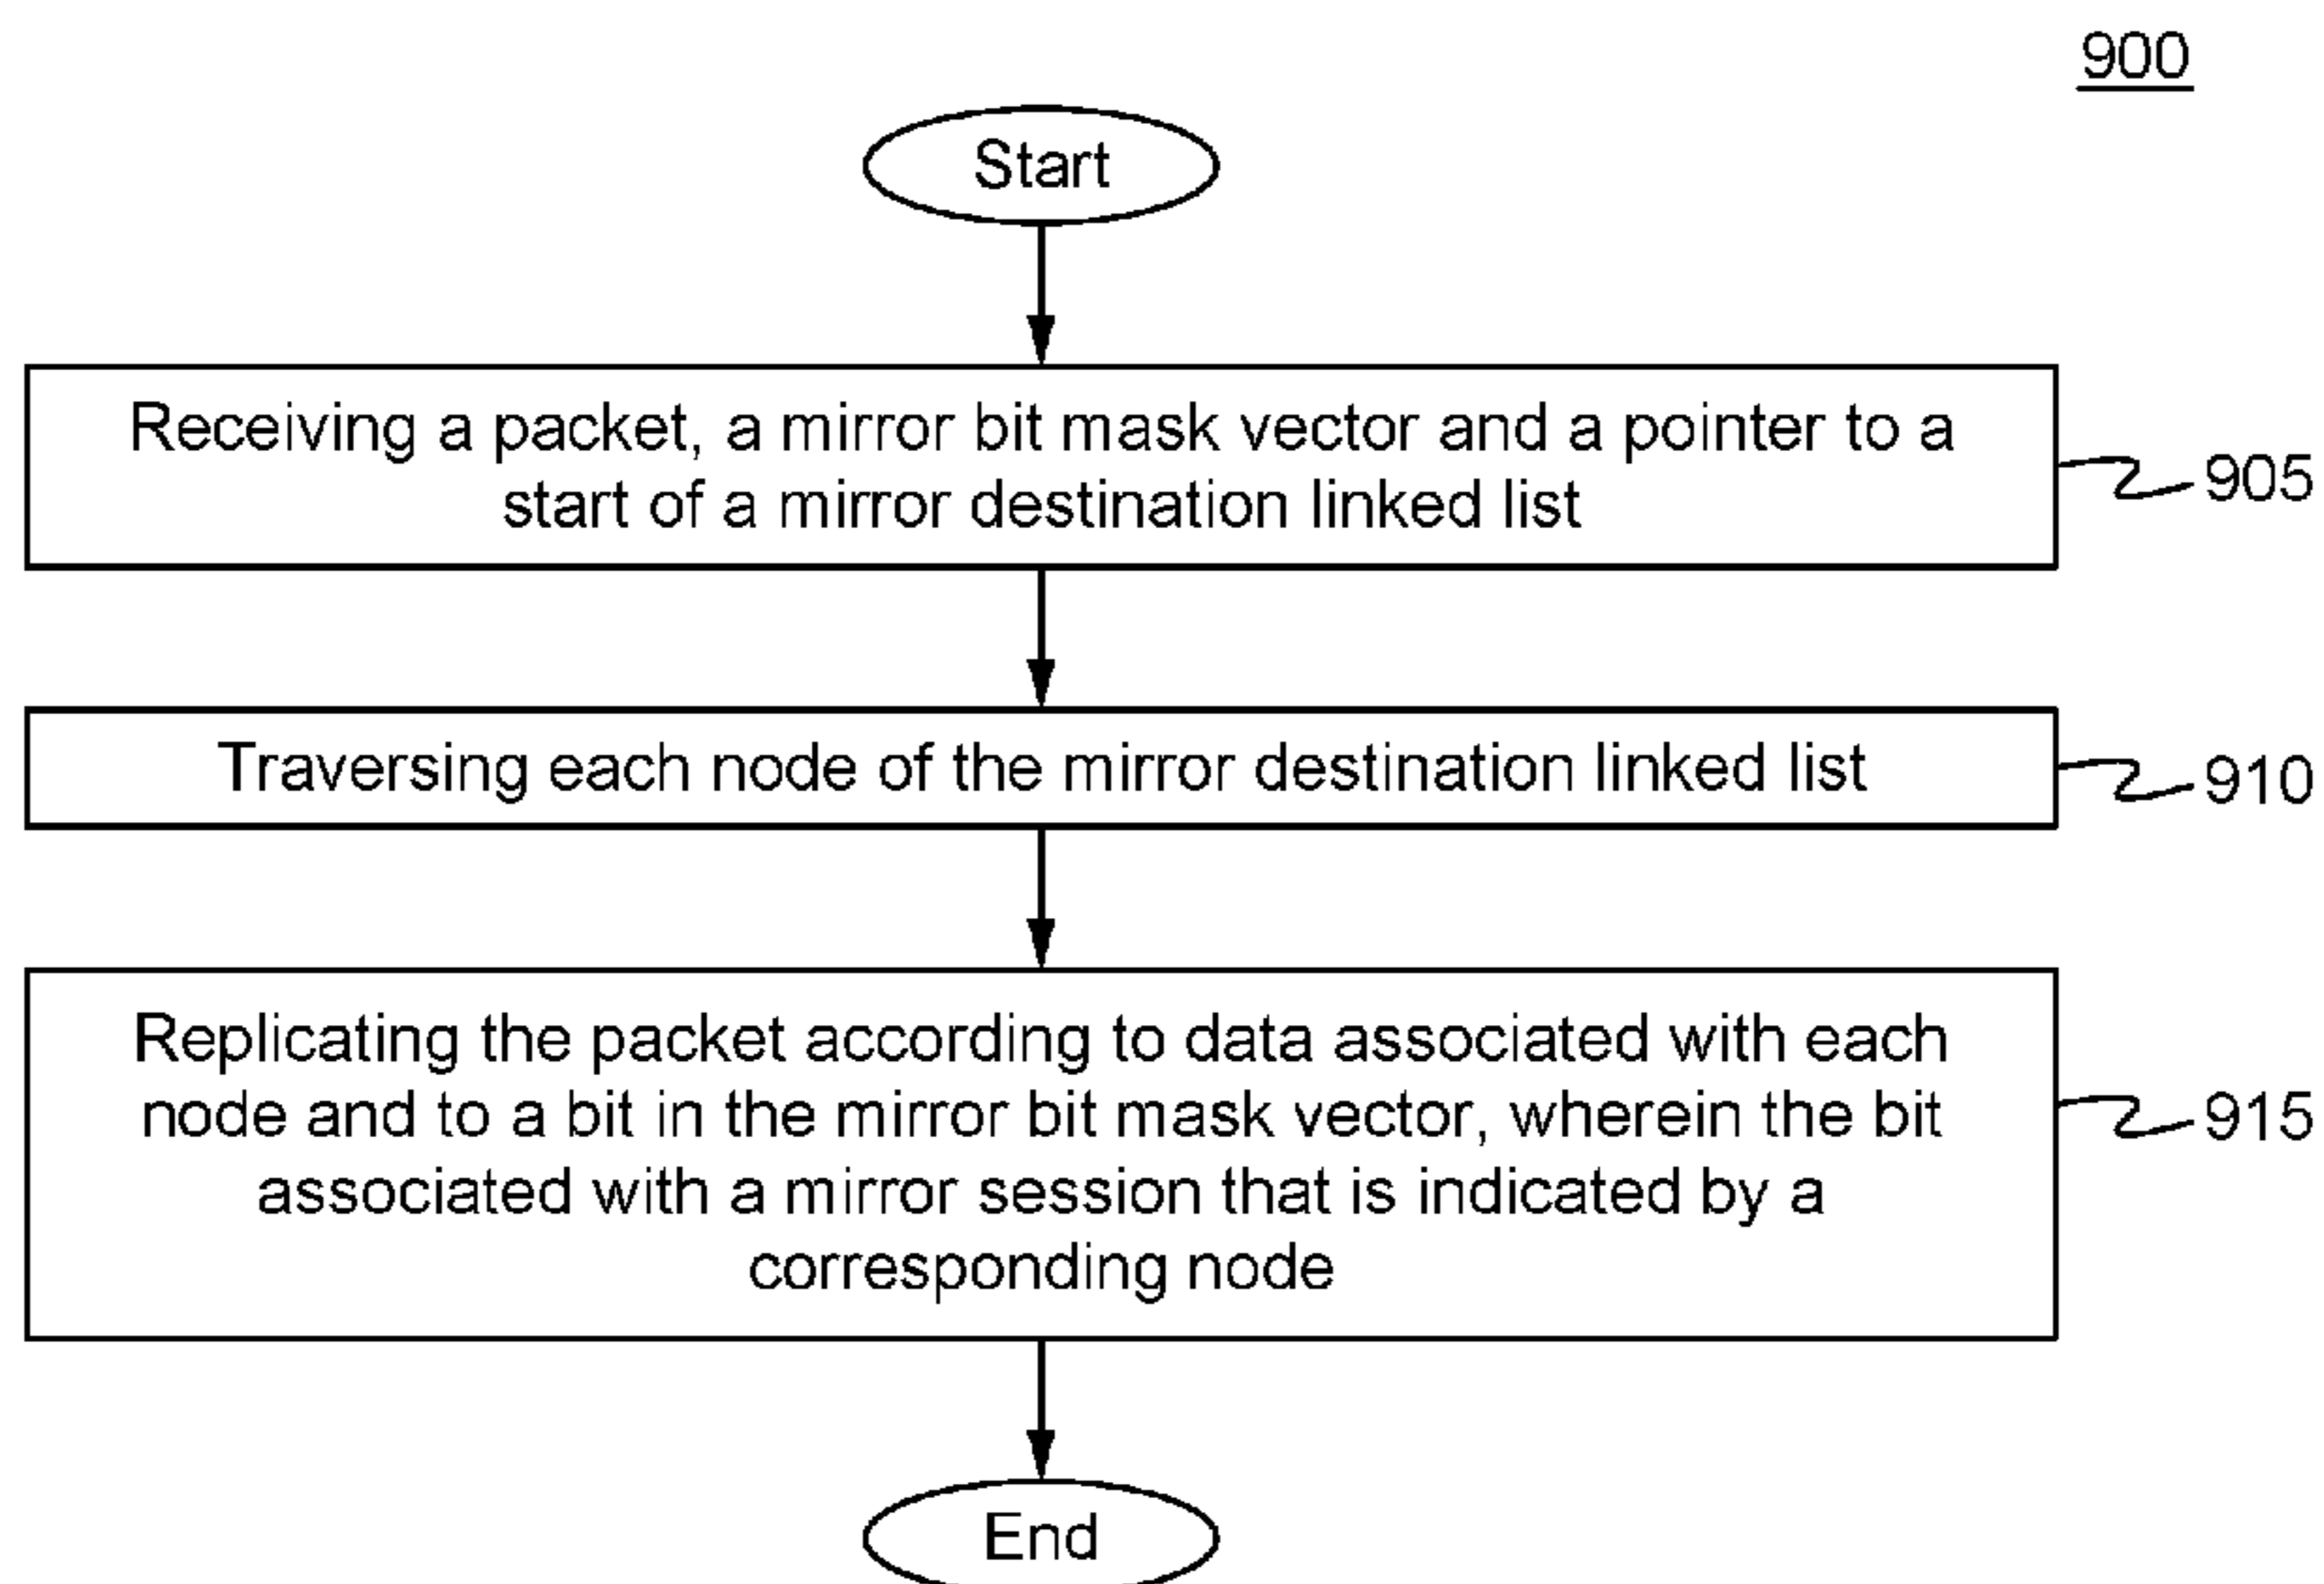 900
Start
Receiving a packet, a mirror bit mask vector and a pointer to a
start of a mirror destination linked list
905
Traversing each node of the mirror destination linked list
910
Replicating the packet according to data associated with each
node and to a bit in the mirror bit mask vector, wherein the bit
associated with a mirror session that is indicated by a
corresponding node
915
End